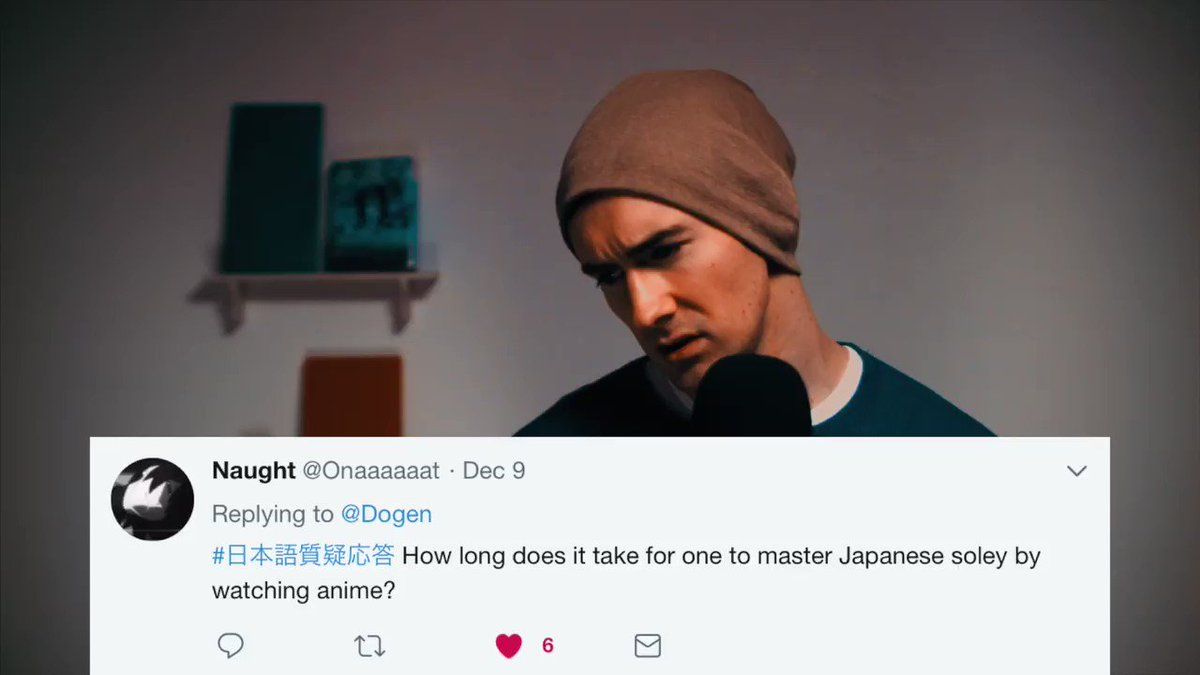 Naught @Onaaaaaat · Dec 9
Replying to @Dogen
#日本語質疑応答 How long does it take for one to master Japanese soley by
watching anime?
6